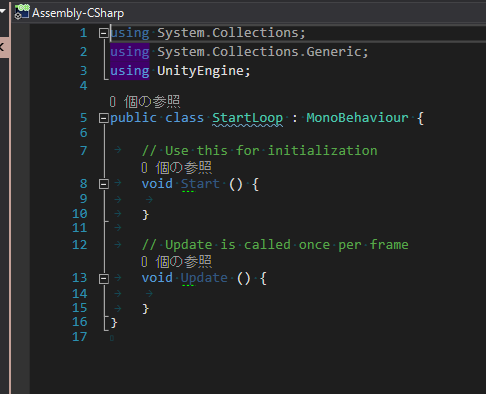 Assembly-CSharp
1 using System.Collections;
2 using System.Collections.Generic;
3 using UnityEngine;
4
0 個の参照
5 public class StartLoop : MonoBehaviour {
6
7 // Use this for initialization
0 個の参照
8 void Start () {
9
10 }
11
12 // Update is called once per frame
0 個の参照
13 void Update () {
14
15 }
16 }
17